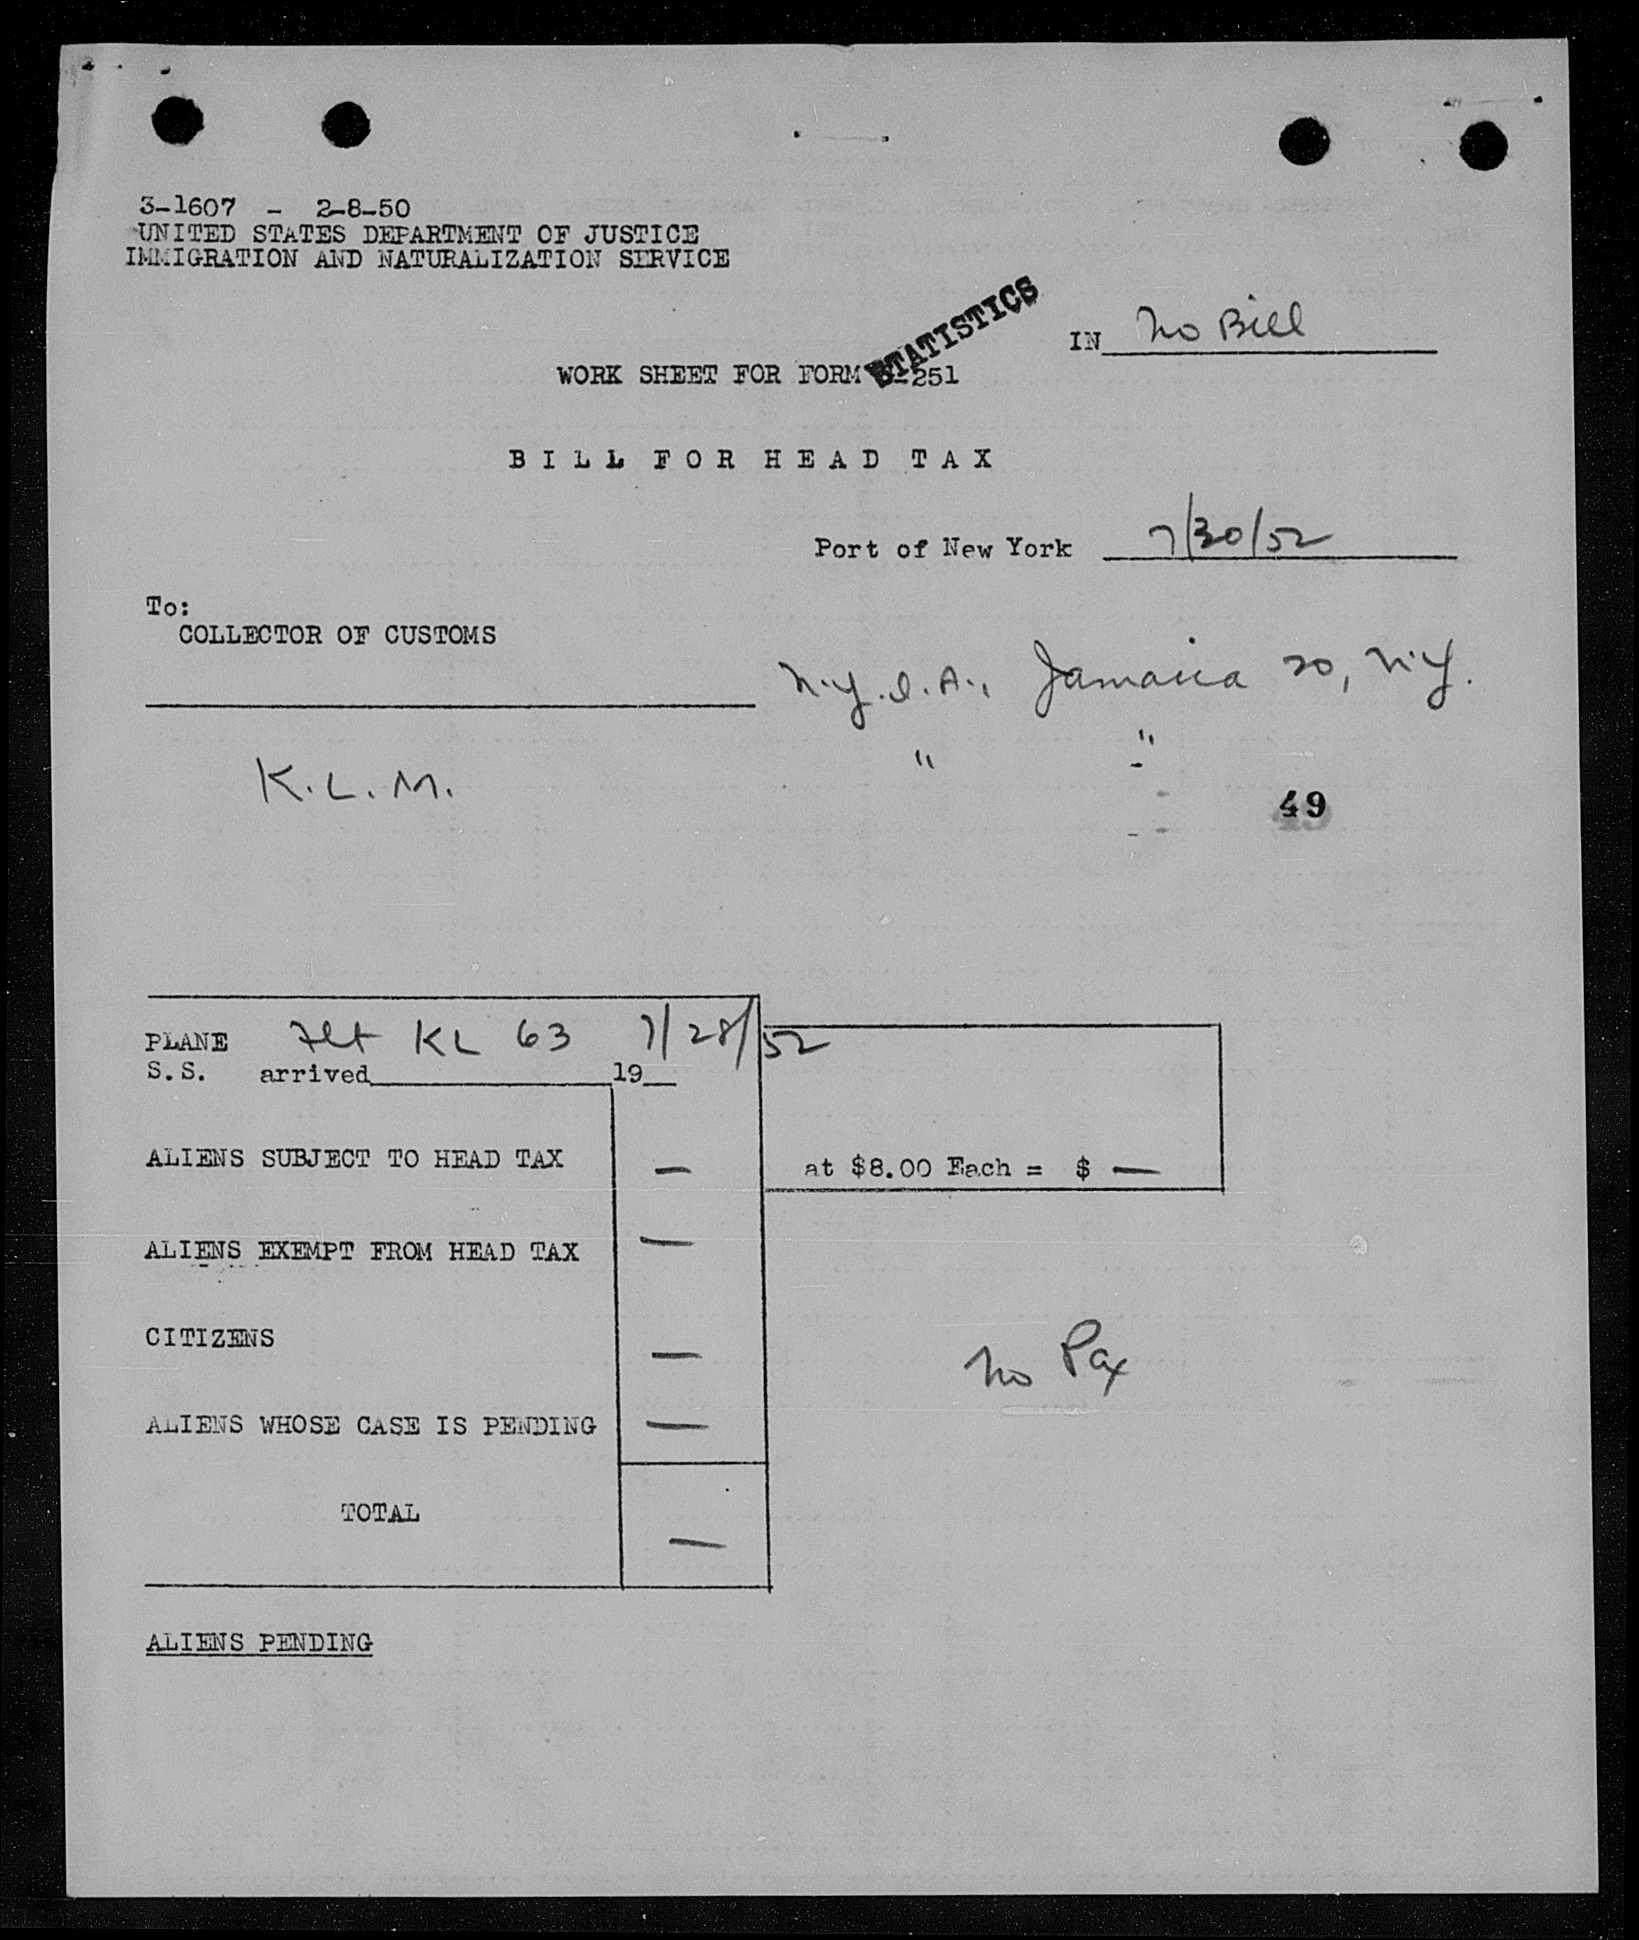 3-1607 - 2-8-50
UNITED STATES DEPARTMENT OF JUSTICE
IMMIGRATION AND NATURALIZATION SERVICE
STATISTICS
IN No Bill
WORK SHEET FOR FORM -251
BILL FOR HEAD TAX
Port of New York 7/30/52
To:
COLLECTOR OF CUSTOMS
N.Y.I.A., Jamaica 30, N.Y.
" "
K.L.M.
49
PLANE Flt KL 63 7/28/52
S.S. arrived 19
ALIENS SUBJECT TO HEAD TAX — at $8.00 Each = $ —
ALIENS EXEMPT FROM HEAD TAX —
CITIZENS —
No Pax
ALIENS WHOSE CASE IS PENDING —
TOTAL —
ALIENS PENDING